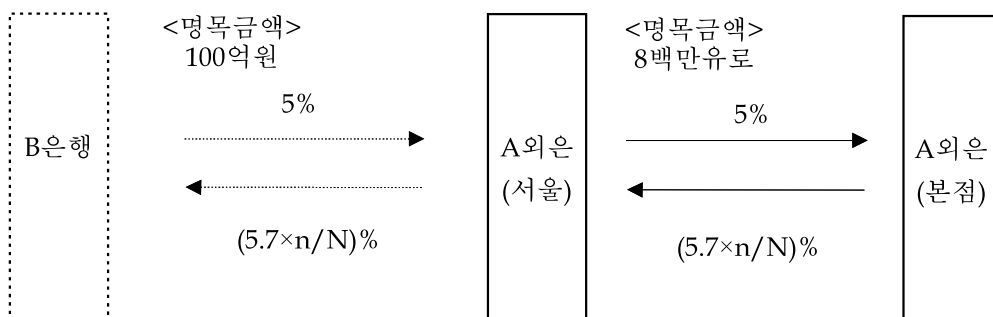 <명목금액>
100억원
5%
(5.7×n/N)%
B은행
A외은
(서울)
<명목금액>
8백만유로
5%
(5.7×n/N)%
A외은
(본점)